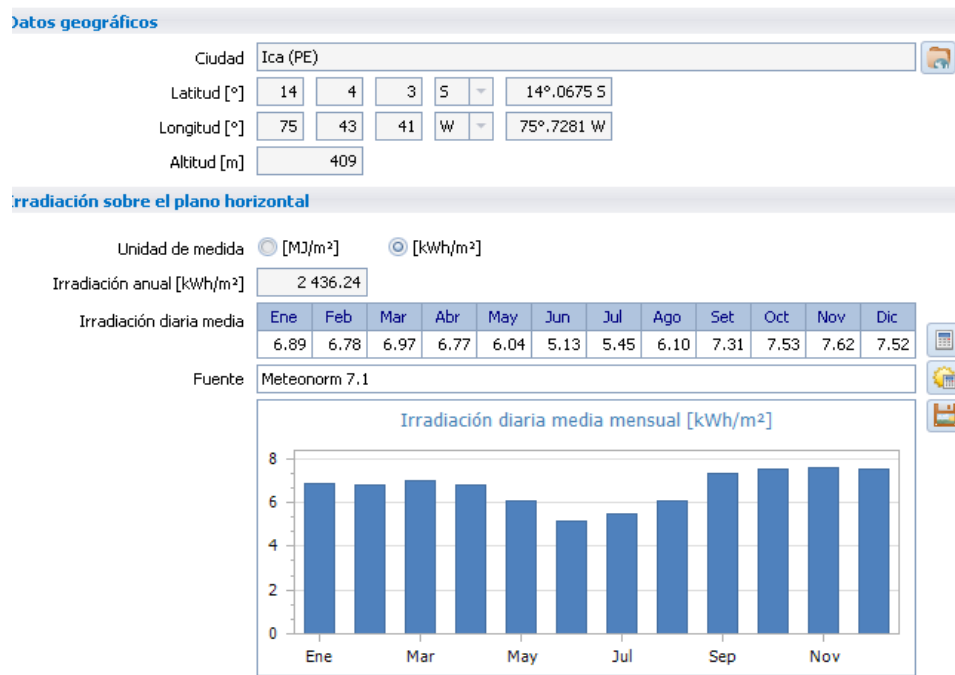 Datos geográficos
Ciudad Ica (PE)
Latitud [°] 14 4 3 S 14°.0675 S
Longitud [°] 75 43 41 W 75°.7281 W
Altitud [m] 409
Irradiación sobre el plano horizontal
Unidad de medida [MJ/m²] [kWh/m²]
Irradiación anual [kWh/m²] 2 436.24
Irradiación diaria media Ene Feb Mar Abr May Jun Jul Ago Set Oct Nov Dic
6.89 6.78 6.97 6.77 6.04 5.13 5.45 6.10 7.31 7.53 7.62 7.52
Fuente Meteonorm 7.1
Irradiación diaria media mensual [kWh/m²]
8
6
4
2
0
Ene Mar May Jul Sep Nov